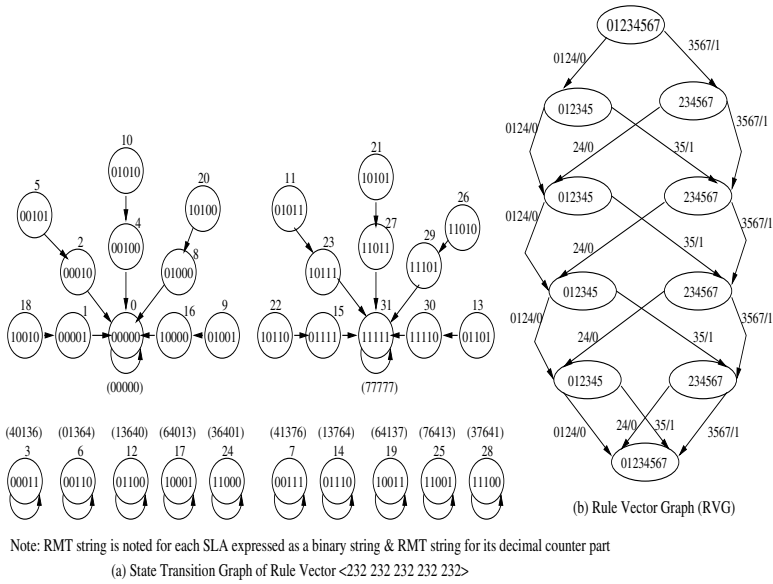 01234567
0124/0 3567/1
012345 234567
0124/0 24/0 35/1 3567/1
012345 234567
0124/0 24/0 35/1 3567/1
012345 234567
0124/0 24/0 35/1 3567/1
012345 234567
0124/0 24/0 35/1 3567/1
01234567
(b) Rule Vector Graph (RVG)
10 21
01010 10101
5 20 11 26
00101 10100 01011 11010
2 4 8 23 27 29
00010 00100 01000 10111 11011 11101
18 1 0 16 9 22 15 31 30 13
10010 00001 00000 10000 01001 10110 01111 11111 11110 01101
(00000) (77777)
(40136) (01364) (13640) (64013) (36401) (41376) (13764) (64137) (76413) (37641)
3 6 12 17 24 7 14 19 25 28
00011 00110 01100 10001 11000 00111 01110 10011 11001 11100
Note: RMT string is noted for each SLA expressed as a binary string & RMT string for its decimal counter part
(a) State Transition Graph of Rule Vector <232 232 232 232 232>